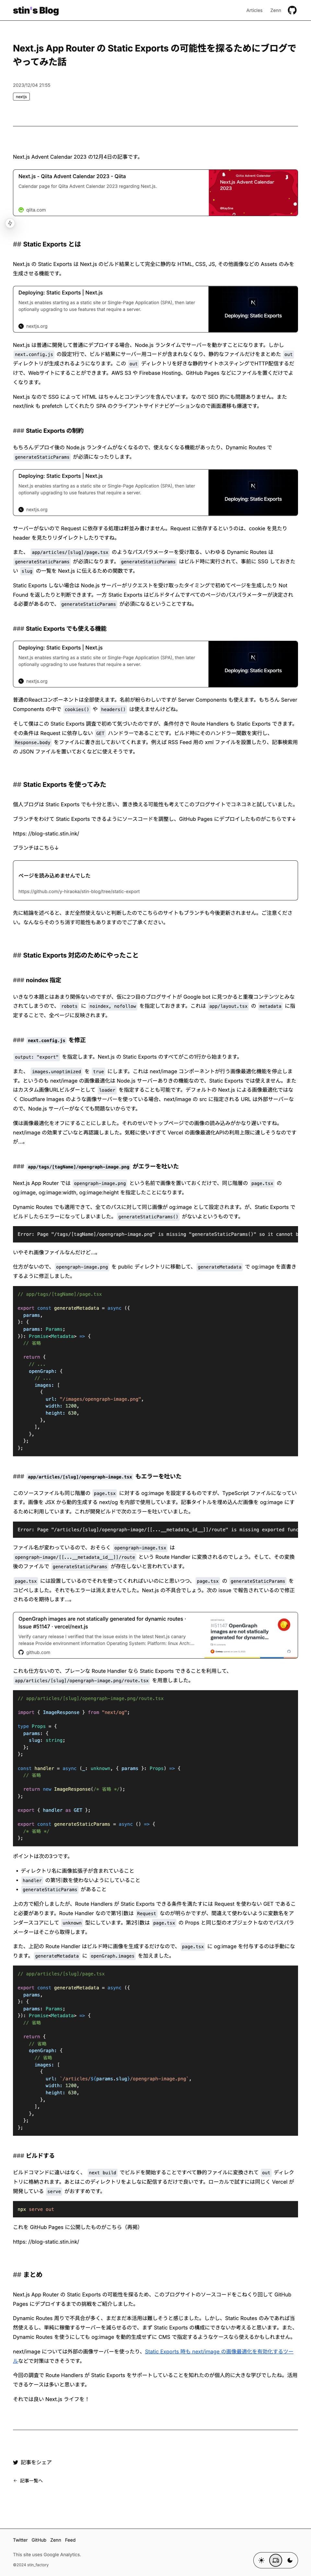 stin's Blog
Articles
Zenn
Next.js App Router の Static Exports の可能性を探るためにブログで
やってみた話
2023/12/04 21:55
nextjs
Next.js Advent Calendar 2023 の12月4日の記事です。
Next.js - Qiita Advent Calendar 2023 - Qiita
Calendar page for Qiita Advent Calendar 2023 regarding Next.js.
qiita.com
Qiita Advent Calendar
Next.js Advent Calendar
2023
## Static Exports とは
Next.js の Static Exports は Next.js のビルド結果として完全に静的な HTML, CSS, JS, その他画像などの Assets のみを
生成させる機能です。
Deploying: Static Exports | Next.js
Next.js enables starting as a static site or Single-Page Application (SPA), then later
optionally upgrading to use features that require a server.
nextjs.org
Deploying: Static Exports
Next.js は普通に開発して普通にデプロイする場合、Node.js ランタイムでサーバーを動かすことになります。しかし
next.config.js の設定1行で、ビルド結果にサーバー用コードが含まれなくなり、静的なファイルだけをまとめた out
ディレクトリが生成されるようになります。この out ディレクトリを好きな静的サイトホスティングでHTTP配信するだ
けで、Webサイトにすることができます。AWS S3 や Firebase Hosting、GitHub Pages などにファイルを置くだけでよ
くなります。
Next.js なので SSG によって HTML はちゃんとコンテンツを含んでいます。なので SEO 的にも問題ありません。また
next/link も prefetch してくれたり SPA のクライアントサイドナビゲーションなので画面遷移も爆速です。
### Static Exports の制約
もちろんデプロイ後の Node.js ランタイムがなくなるので、使えなくなる機能があったり、Dynamic Routes で
generateStaticParams が必須になったりします。
Deploying: Static Exports | Next.js
Next.js enables starting as a static site or Single-Page Application (SPA), then later
optionally upgrading to use features that require a server.
nextjs.org
Deploying: Static Exports
サーバーがないので Request に依存する処理は軒並み書けません。Request に依存するというのは、cookie を見たり
header を見たりリダイレクトしたりですね。
また、 app/articles/[slug]/page.tsx のようなパスパラメーターを受け取る、いわゆる Dynamic Routes は
generateStaticParams が必須になります。 generateStaticParams はビルド時に実行されて、事前に SSG しておきた
い slug の一覧を Next.js に伝えるための関数です。
Static Exports しない場合は Node.js サーバーがリクエストを受け取ったタイミングで初めてページを生成したり Not
Found を返したりと判断できます。一方 Static Exports はビルドタイムですべてのページのパスパラメーターが決定され
る必要があるので、 generateStaticParams が必須になるということですね。
### Static Exports でも使える機能
Deploying: Static Exports | Next.js
Next.js enables starting as a static site or Single-Page Application (SPA), then later
optionally upgrading to use features that require a server.
nextjs.org
Deploying: Static Exports
普通のReactコンポーネントは全部使えます。名前が紛らわしいですが Server Components も使えます。もちろん Server
Components の中で cookies() や headers() は使えませんけどね。
そして僕はこの Static Exports 調査で初めて気づいたのですが、条件付きで Route Handlers も Static Exports できます。
その条件は Request に依存しない GET ハンドラーであることです。ビルド時にそのハンドラー関数を実行し、
Response.body をファイルに書き出しておいてくれます。例えば RSS Feed 用の xml ファイルを設置したり、記事検索用
の JSON ファイルを置いておくなどに使えそうです。
## Static Exports を使ってみた
個人ブログは Static Exports でも十分と思い、置き換える可能性も考えてこのブログサイトでコネコネと試していました。
ブランチをわけて Static Exports できるようにソースコードを調整し、GitHub Pages にデプロイしたものがこちらです↓
https: //blog-static.stin.ink/
ブランチはこちら↓
ページを読み込めませんでした
https://github.com/y-hiraoka/stin-blog/tree/static-export
先に結論を述べると、まだ全然使えないと判断したのでこちらのサイトもブランチも今後更新されません。ご注意くださ
い。なんならそのうち消す可能性もありますのでご了承ください。
## Static Exports 対応のためにやったこと
### noindex 指定
いきなり本題とはあまり関係ないのですが、仮に2つ目のブログサイトが Google bot に見つかると重複コンテンツとみな
されてしまうので、 robots に noindex, nofollow を指定しておきます。これは app/layout.tsx の metadata に指
定することで、全ページに反映されます。
### next.config.js を修正
output: "export" を指定します。Next.js の Static Exports のすべてがこの1行から始まります。
また、 images.unoptimized を true にします。これは next/image コンポーネントが行う画像最適化機能を停止しま
す。というのも next/image の画像最適化は Node.js サーバーありきの機能なので、Static Exports では使えません。また
はカスタム画像URLビルダーとして loader を指定することも可能です。デフォルトの Next.js による画像最適化ではな
く Cloudflare Images のような画像サーバーを使っている場合、next/image の src に指定される URL は外部サーバーな
ので、Node.js サーバーがなくても問題ないからです。
僕は画像最適化をオフにすることにしました。それのせいでトップページでの画像の読み込みがかなり遅いですね。
next/image の効果すごいなと再認識しました。気軽に使いすぎて Vercel の画像最適化APIの利用上限に達しそうなのです
が…。
### app/tags/[tagName]/opengraph-image.png がエラーを吐いた
Next.js App Router では opengraph-image.png という名前で画像を置いておくだけで、同じ階層の page.tsx の
og:image, og:image:width, og:image:height を指定したことになります。
Dynamic Routes でも適用できて、全てのパスに対して同じ画像が og:image として設定されます。が、Static Exports で
ビルドしたらエラーになってしまいました。 generateStaticParams() がないよというものです。
Error: Page "/tags/[tagName]/opengraph-image.png" is missing "generateStaticParams()" so it cannot b
いやそれ画像ファイルなんだけど…。
仕方がないので、 opengraph-image.png を public ディレクトリに移動して、 generateMetadata で og:image を直書き
するように修正しました。
// app/tags/[tagName]/page.tsx
export const generateMetadata = async ({
params,
}: {
params: Params;
}): Promise<Metadata> => {
// 省略
return {
// ...
openGraph: {
// ...
images: [
{
url: "/images/opengraph-image.png",
width: 1200,
height: 630,
},
],
},
};
};
### app/articles/[slug]/opengraph-image.tsx もエラーを吐いた
このソースファイルも同じ階層の page.tsx に対する og:image を設定するものですが、TypeScript ファイルになってい
ます。画像を JSX から動的生成する next/og を内部で使用しています。記事タイトルを埋め込んだ画像を og:image にす
るために使用しています。これが開発ビルドで次のエラーを吐いていました。
Error: Page "/articles/[slug]/opengraph-image/[[...__metadata_id__]]/route" is missing exported func
ファイル名が変わっているので、おそらく opengraph-image.tsx は
opengraph-image/[[...__metadata_id__]]/route という Route Handler に変換されるのでしょう。そして、その変換
後のファイルで generateStaticParams が存在しないと言われています。
page.tsx には設置しているのでそれを使ってくれればいいのにと思いつつ、 page.tsx の generateStaticParams を
コピペしました。それでもエラーは消えませんでした。Next.js の不具合でしょう。次の issue で報告されているので修正
されるのを期待します…。
OpenGraph images are not statically generated for dynamic routes ·
Issue #51147 · vercel/next.js
Verify canary release I verified that the issue exists in the latest Next.js canary
release Provide environment information Operating System: Platform: linux Arch...
github.com
OpenGraph
images are not
statically generated
for dynamic routes
#51147
これも仕方ないので、プレーンな Route Handler なら Static Exports できることを利用して、
app/articles/[slug]/opengraph-image.png/route.tsx を用意しました。
// app/articles/[slug]/opengraph-image.png/route.tsx
import { ImageResponse } from "next/og";
type Props = {
params: {
slug: string;
};
};
const handler = async (_: unknown, { params }: Props) => {
// 省略
return new ImageResponse(/* 省略 */);
};
export { handler as GET };
export const generateStaticParams = async () => {
/* 省略 */
};
ポイントは次の3つです。
• ディレクトリ名に画像拡張子が含まれていること
• handler の第1引数を使わないようにしていること
• generateStaticParams があること
上の方で紹介しましたが、Route Handlers が Static Exports できる条件を満たすには Request を使わない GET であるこ
とが必要があります。Route Handler なので第1引数は Request なのが明らかですが、間違えて使わないように変数名をア
ンダースコアにして unknown 型にしています。第2引数は page.tsx の Props と同じ型のオブジェクトなのでパスパラ
メーターはそこから取得します。
また、上記の Route Handler はビルド時に画像を生成するだけなので、 page.tsx に og:image を付与するのは手動にな
ります。 generateMetadata に openGraph.images を加えました。
// app/articles/[slug]/page.tsx
export const generateMetadata = async ({
params,
}: {
params: Params;
}): Promise<Metadata> => {
// 省略
return {
// 省略
openGraph: {
// 省略
images: [
{
url: `/articles/${params.slug}/opengraph-image.png`,
width: 1200,
height: 630,
},
],
},
};
};
### ビルドする
ビルドコマンドに違いはなく、 next build でビルドを開始することですべて静的ファイルに変換されて out ディレク
トリに格納されます。あとはこのディレクトリをよしなに配信するだけで良いです。ローカルで試すには同じく Vercel が
開発している serve がおすすめです。
npx serve out
これを GitHub Pages に公開したものがこちら（再掲）
https: //blog-static.stin.ink/
## まとめ
Next.js App Router の Static Exports の可能性を探るため、このブログサイトのソースコードをこねくり回して GitHub
Pages にデプロイするまでの挑戦をご紹介しました。
Dynamic Routes 周りで不具合が多く、まだまだ本活用は難しそうと感じました。しかし、Static Routes のみであれば当
然使えるし、単純に稼働するサーバーを減らせるので、まず Static Exports の構成にできないか考えると思います。また、
Dynamic Routes を使うにしても og:image を動的生成せずに CMS で指定するようなケースなら使えるかもしれません。
next/image については外部の画像サーバーを使ったり、Static Exports 時も next/image の画像最適化を有効化するツー
ルなどで対策はできそうです。
今回の調査で Route Handlers が Static Exports をサポートしていることを知れたのが個人的に大きな学びでしたね。活用
できるケースは多いと思います。
それでは良い Next.js ライフを！
記事をシェア
← 記事一覧へ
Twitter
GitHub
Zenn
Feed
This site uses Google Analytics.
©2024 stin_factory